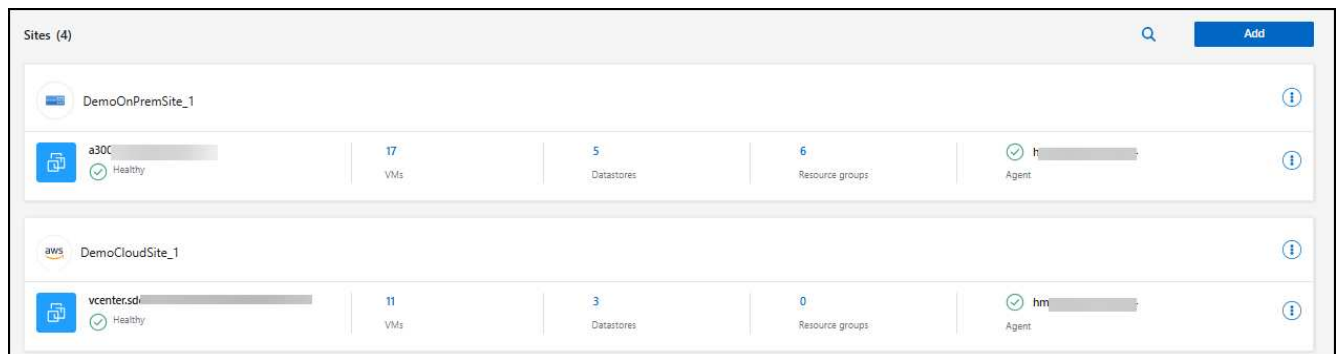 Sites (4)
Add
DemoOnPremSite_1
a300
Healthy
17
VMs
5
Datastores
6
Resource groups
h
Agent
aws
DemoCloudSite_1
vcenter.sd
Healthy
11
VMs
3
Datastores
0
Resource groups
hm
Agent